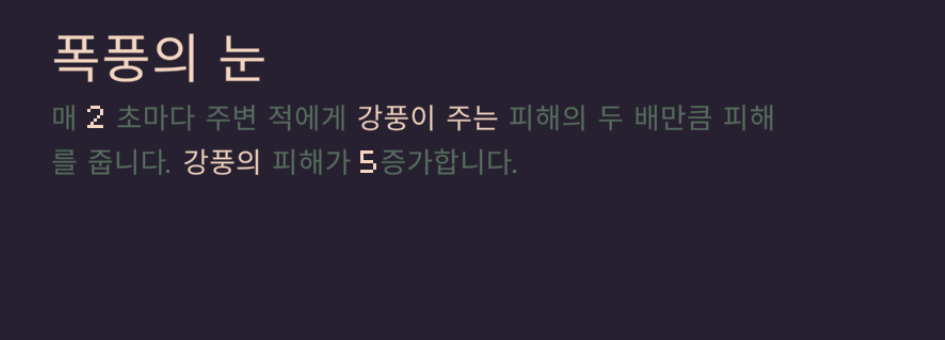 폭풍의 눈
매 2 초마다 주변 적에게 강풍이 주는 피해의 두 배만큼 피해
를 줍니다. 강풍의 피해가 5증가합니다.